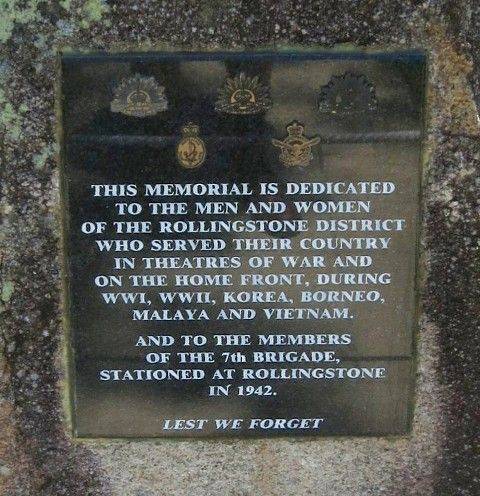 THIS MEMORIAL IS DEDICATED
TO THE MEN AND WOMEN
OF THE ROLLINGSTONE DISTRICT
WHO SERVED THEIR COUNTRY
IN THEATRES OF WAR AND
ON THE HOME FRONT, DURING
WWI, WWII, KOREA, BORNEO,
MALAYA AND VIETNAM.
AND TO THE MEMBERS
OF THE 7th BRIGADE,
STATIONED AT ROLLINGSTONE
IN 1942.
LEST WE FORGET